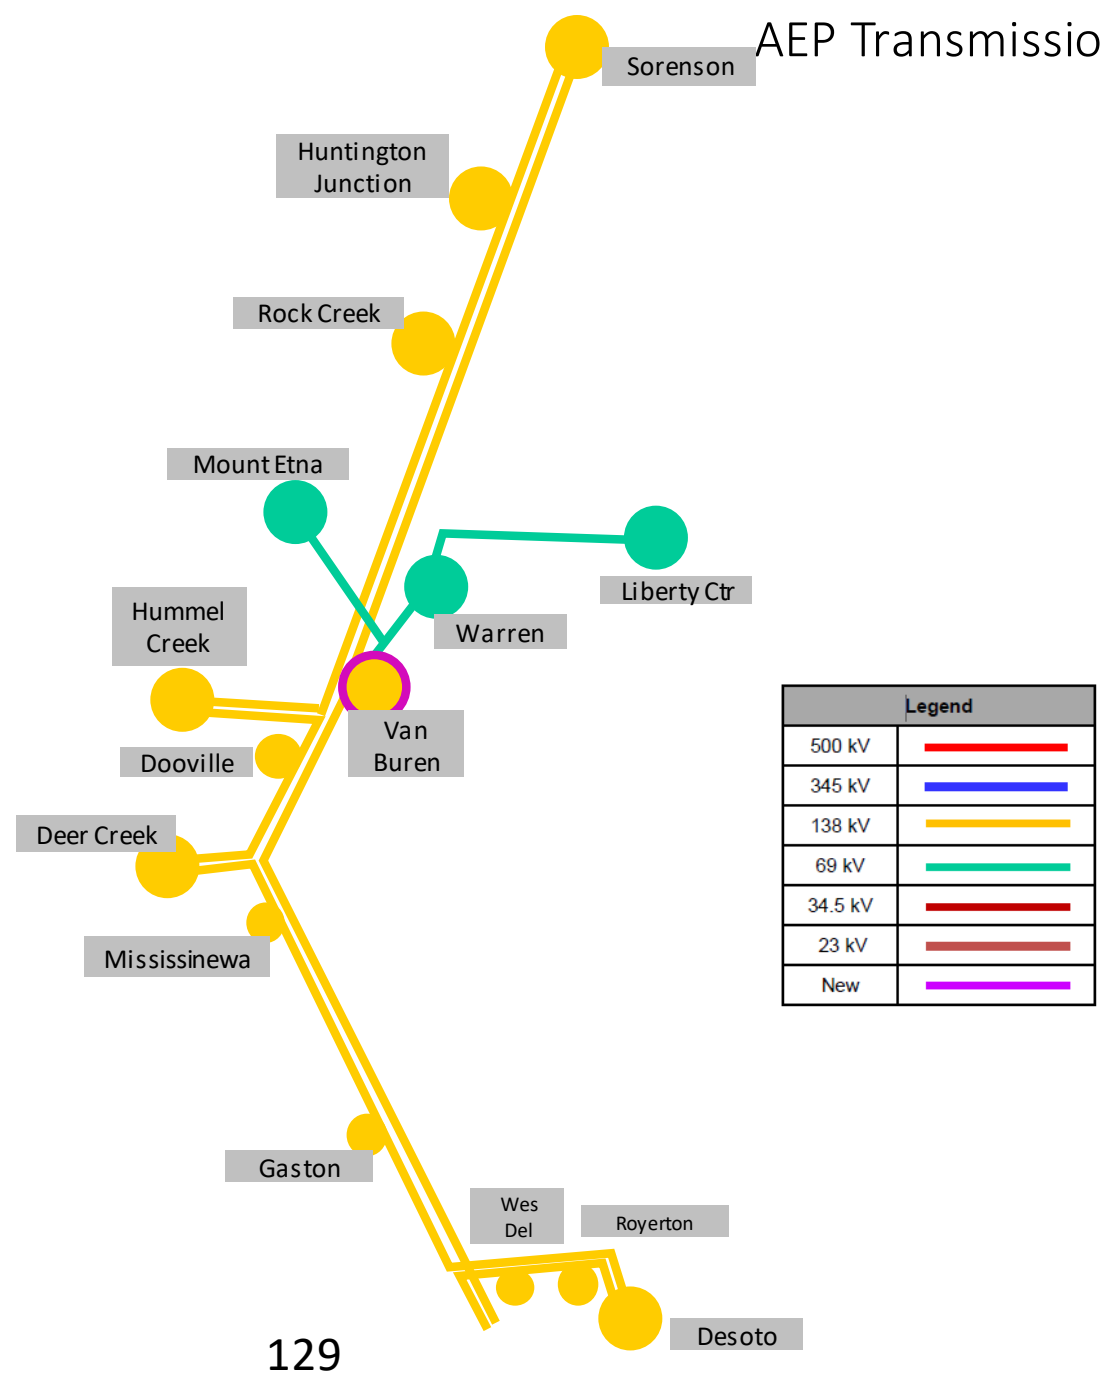 AEP Transmissio
Sorenson
Huntington
Junction
Rock Creek
Mount Etna
Liberty Ctr
Hummel
Creek
Warren
Van
Buren
Dooville
Deer Creek
Mississinewa
Legend
500 kV
345 kV
138 kV
69 kV
34.5 kV
23 kV
New
Gaston
Wes
Del
Royerton
Desoto
129